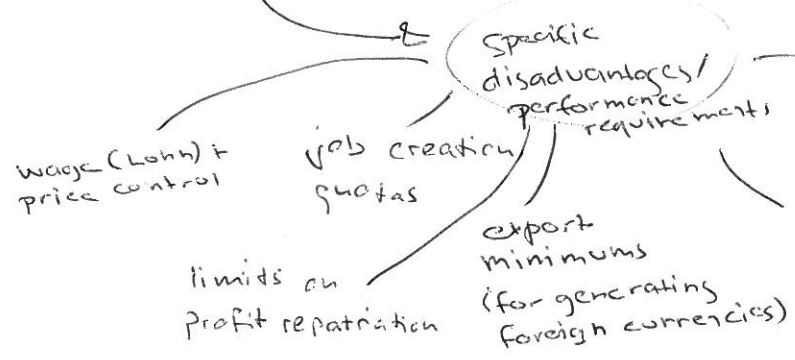 &
Specific
disadvantages/
performance
requirements
wage (Lohn) +
price control
job creation
quotas
limits on
profit repatriation
export
minimums
(for generating
foreign currencies)